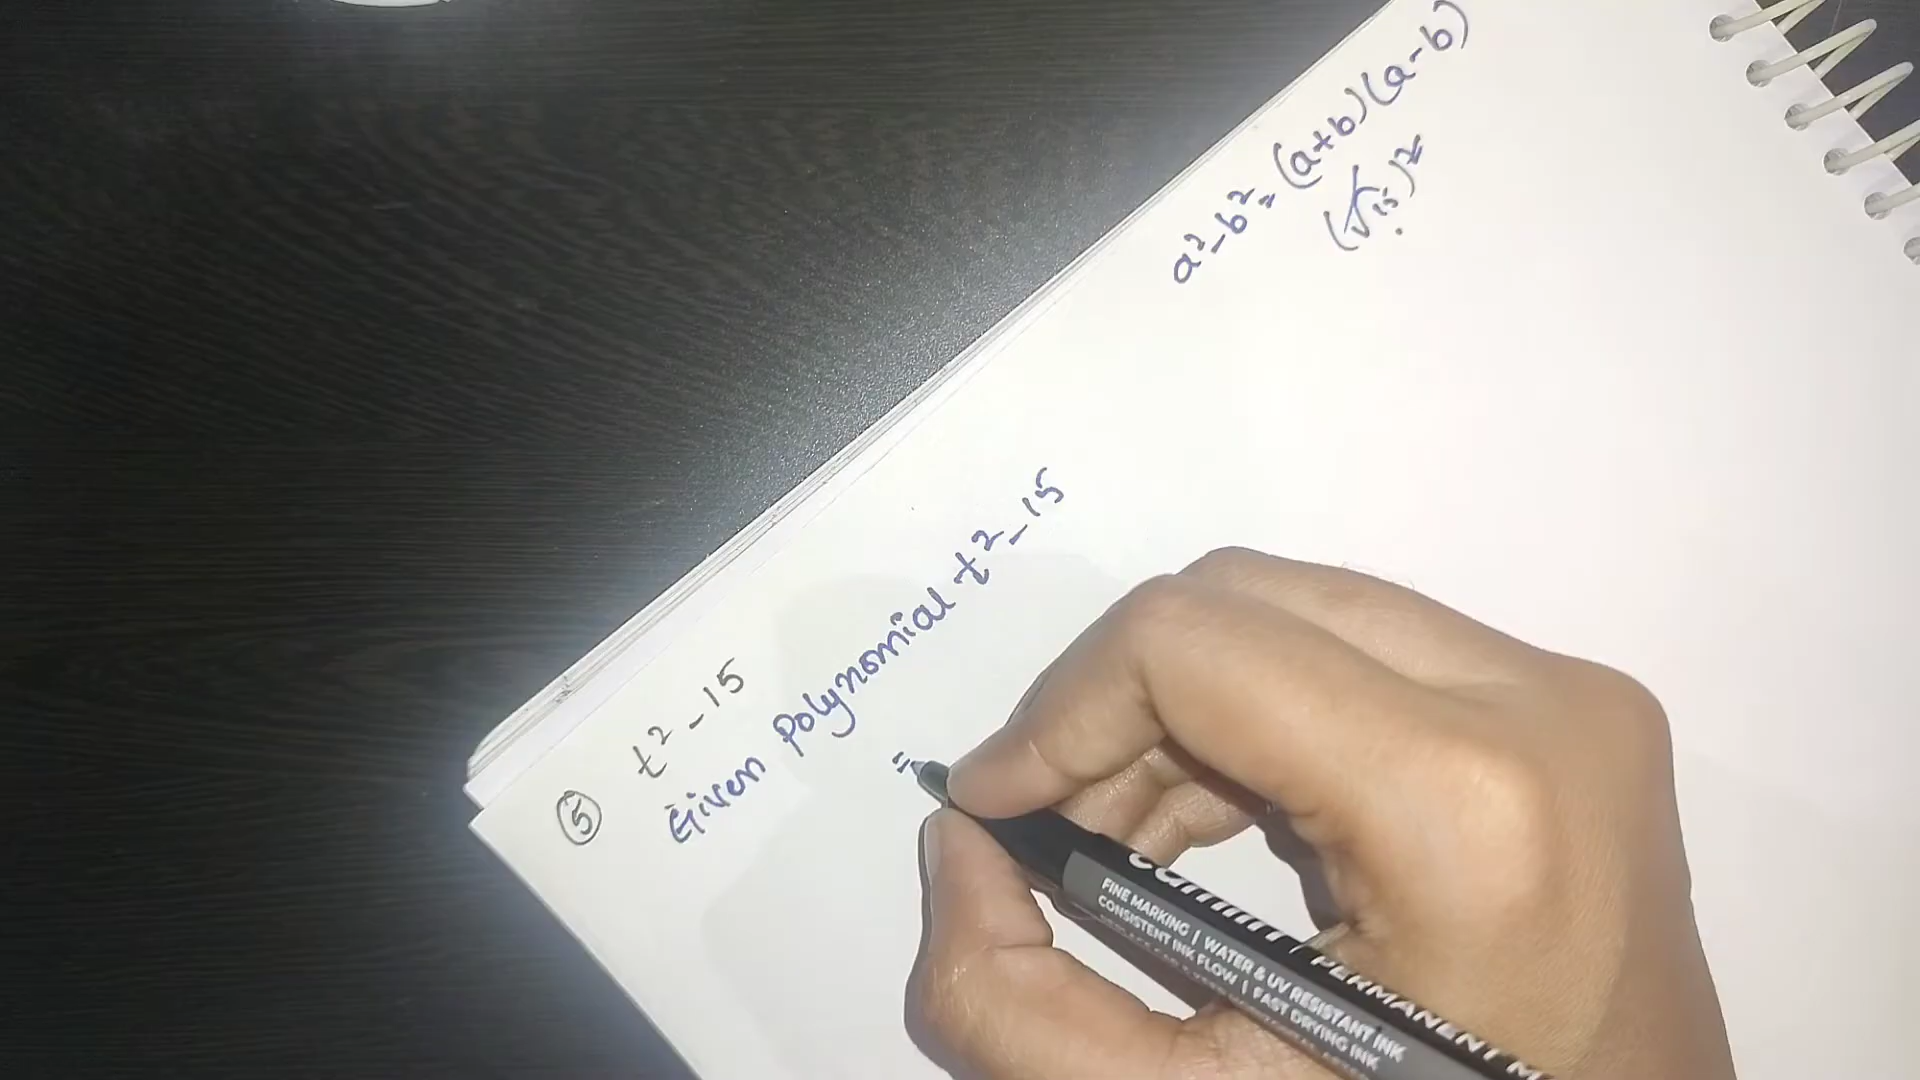 a²-b² = (a+b)(a-b)
(√15)²
⑤ t² - 15
Given Polynomial t² - 15
=
camlin PERMANENT M
FINE MARKING | WATER & UV RESISTANT INK
CONSISTENT INK FLOW | FAST DRYING INK